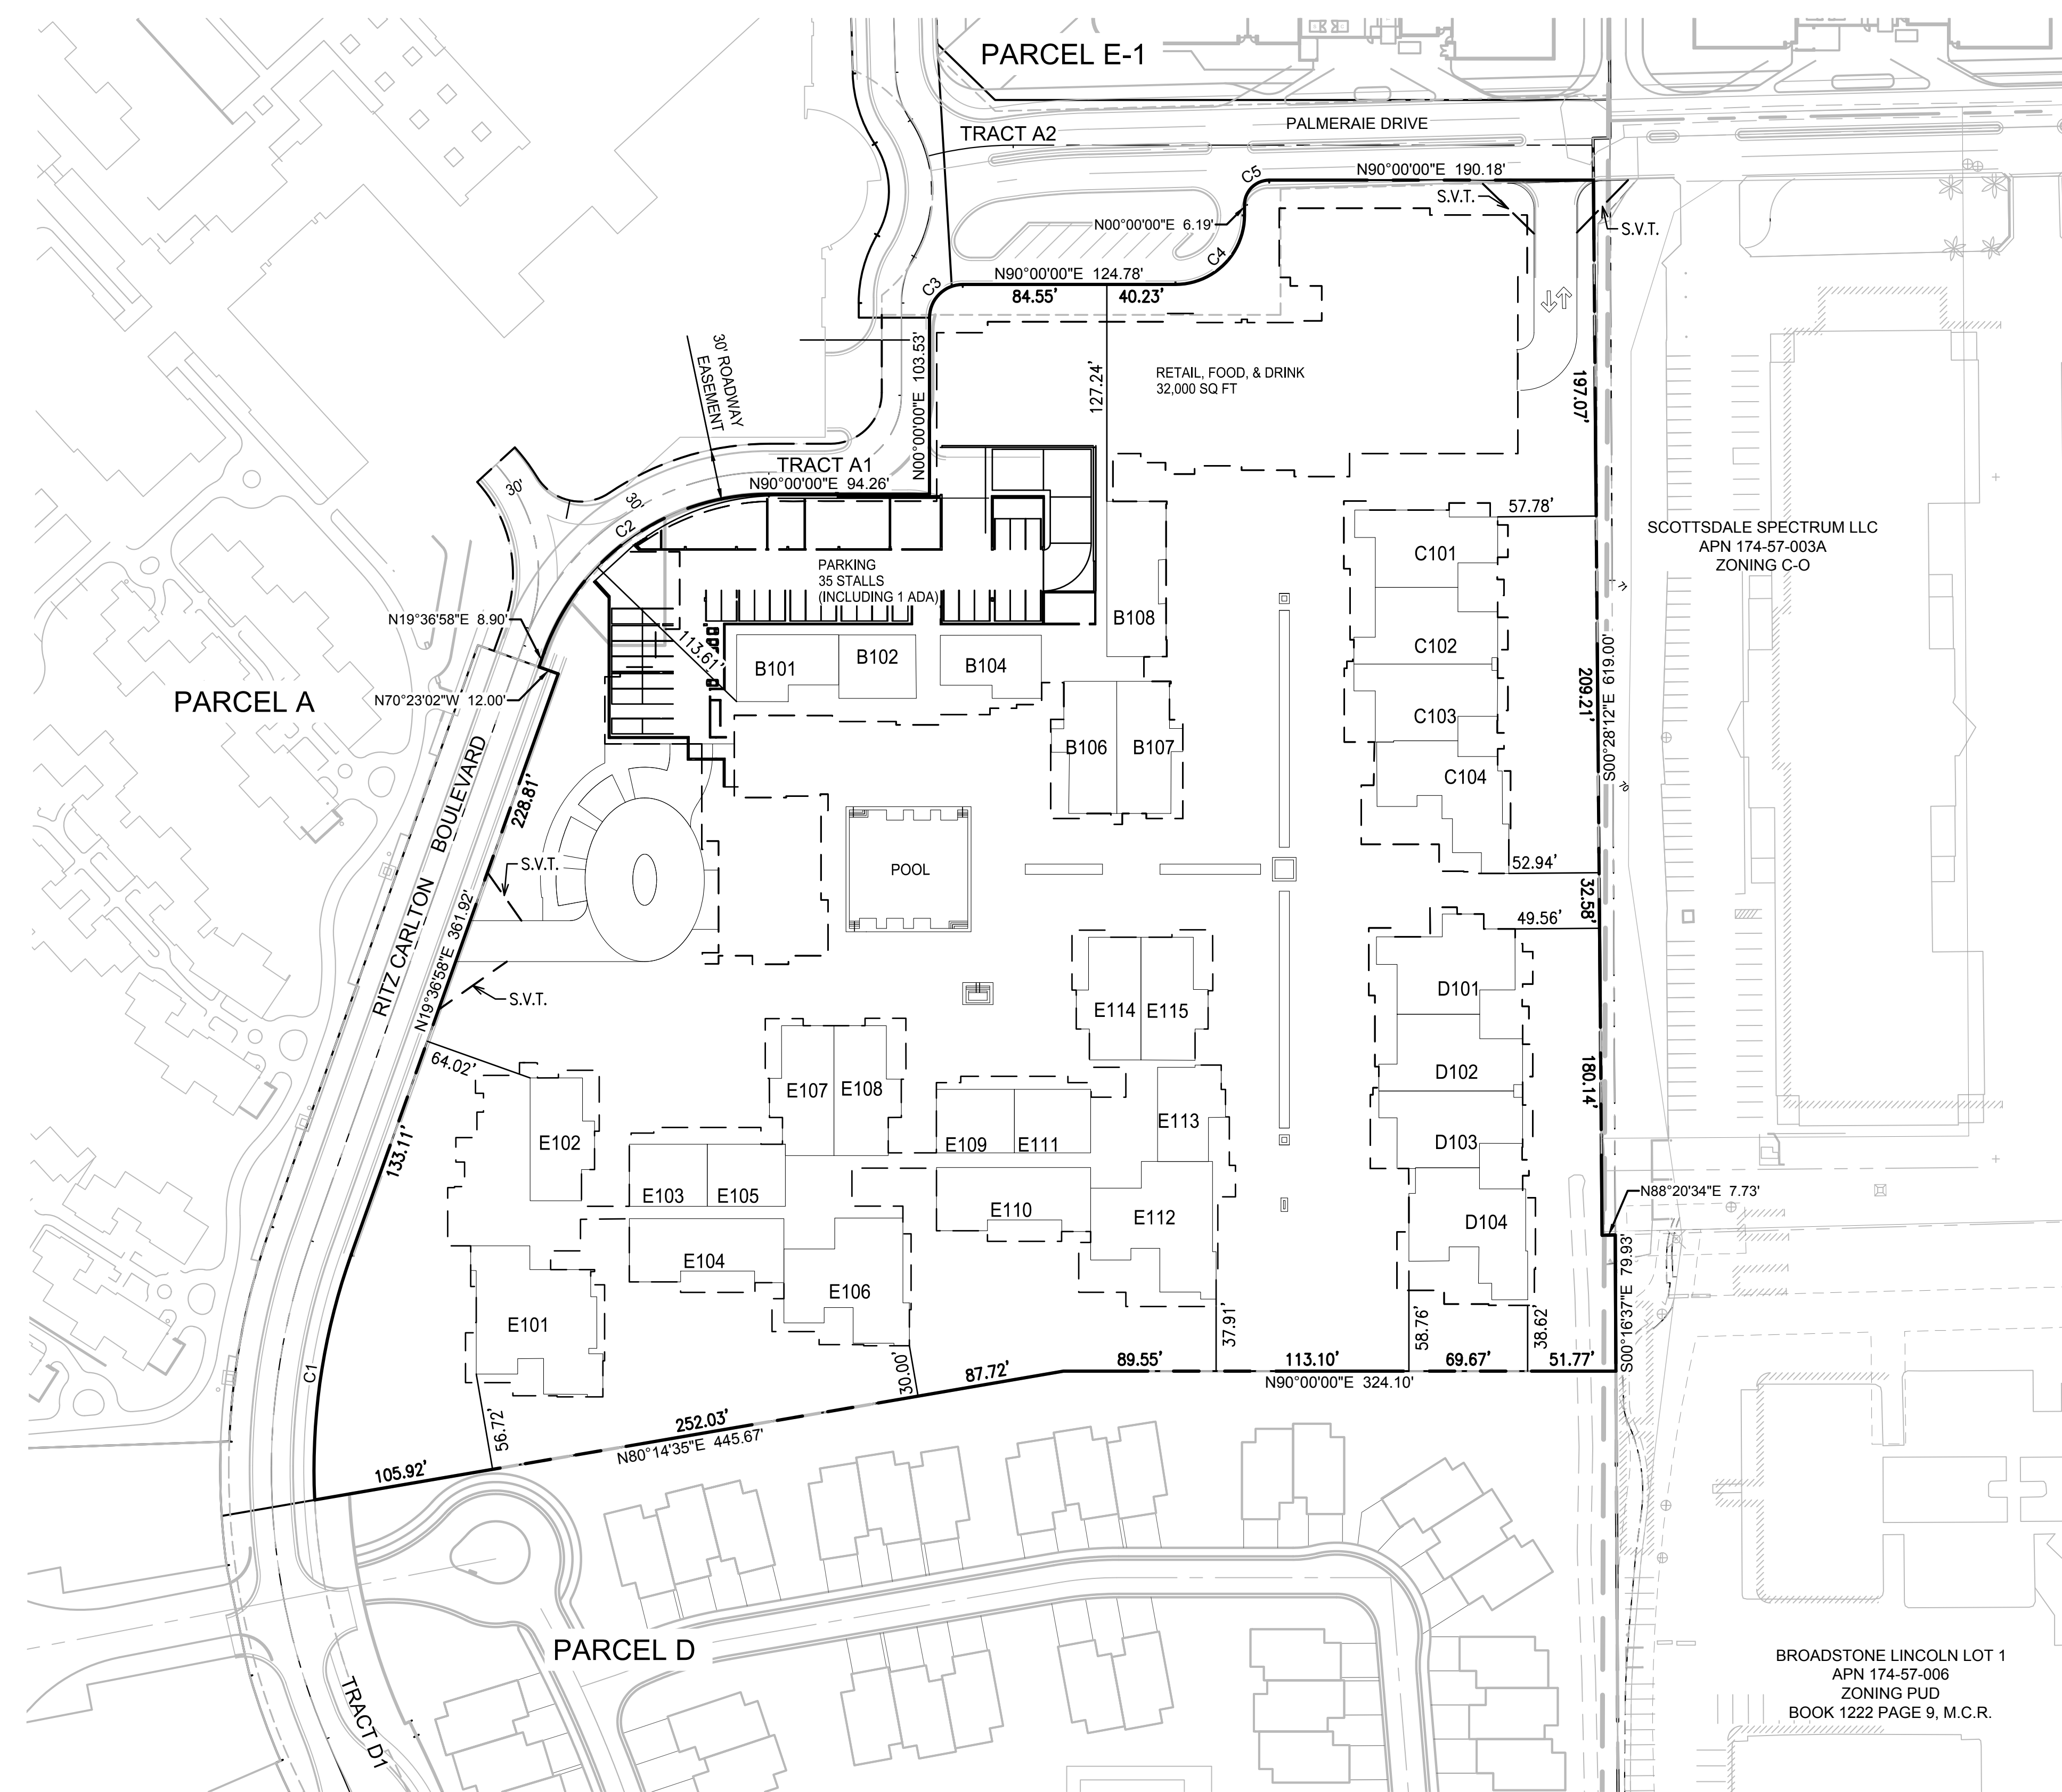 PARCEL E-1
TRACT A2
PALMERAIE DRIVE
C5
N90°00'00"E 190.18'
S.V.T.
S.V.T.
N00°00'00"E 6.19'
C4
N90°00'00"E 124.78'
84.55'
40.23'
C3
30' ROADWAY
EASEMENT
N00°00'00"E 103.53'
127.24'
RETAIL, FOOD, & DRINK
32,000 SQ FT
197.07'
TRACT A1
N90°00'00"E 94.26'
30'
30'
C2
57.78'
SCOTTSDALE SPECTRUM LLC
APN 174-57-003A
ZONING C-O
C101
PARKING
35 STALLS
(INCLUDING 1 ADA)
71
N19°36'58"E 8.90'
B108
113.61'
B101
B102
B104
C102
S00°28'12"E 619.00'
209.21'
PARCEL A
N70°23'02"W 12.00'
C103
B106
B107
C104
70
RITZ CARLTON BOULEVARD
228.81'
S.V.T.
POOL
52.94'
32.58'
49.56'
N19°36'58"E 361.92'
S.V.T.
D101
E114
E115
64.02'
E107
E108
D102
180.14'
133.11'
E102
E109
E111
E113
D103
E103
E105
N88°20'34"E 7.73'
E110
E112
D104
E104
E106
E101
S00°16'37"E 79.93'
37.91'
58.76'
38.62'
C1
30.00'
87.72'
89.55'
113.10'
69.67'
51.77'
N90°00'00"E 324.10'
56.72'
252.03'
N80°14'35"E 445.67'
105.92'
PARCEL D
TRACT D1
BROADSTONE LINCOLN LOT 1
APN 174-57-006
ZONING PUD
BOOK 1222 PAGE 9, M.C.R.